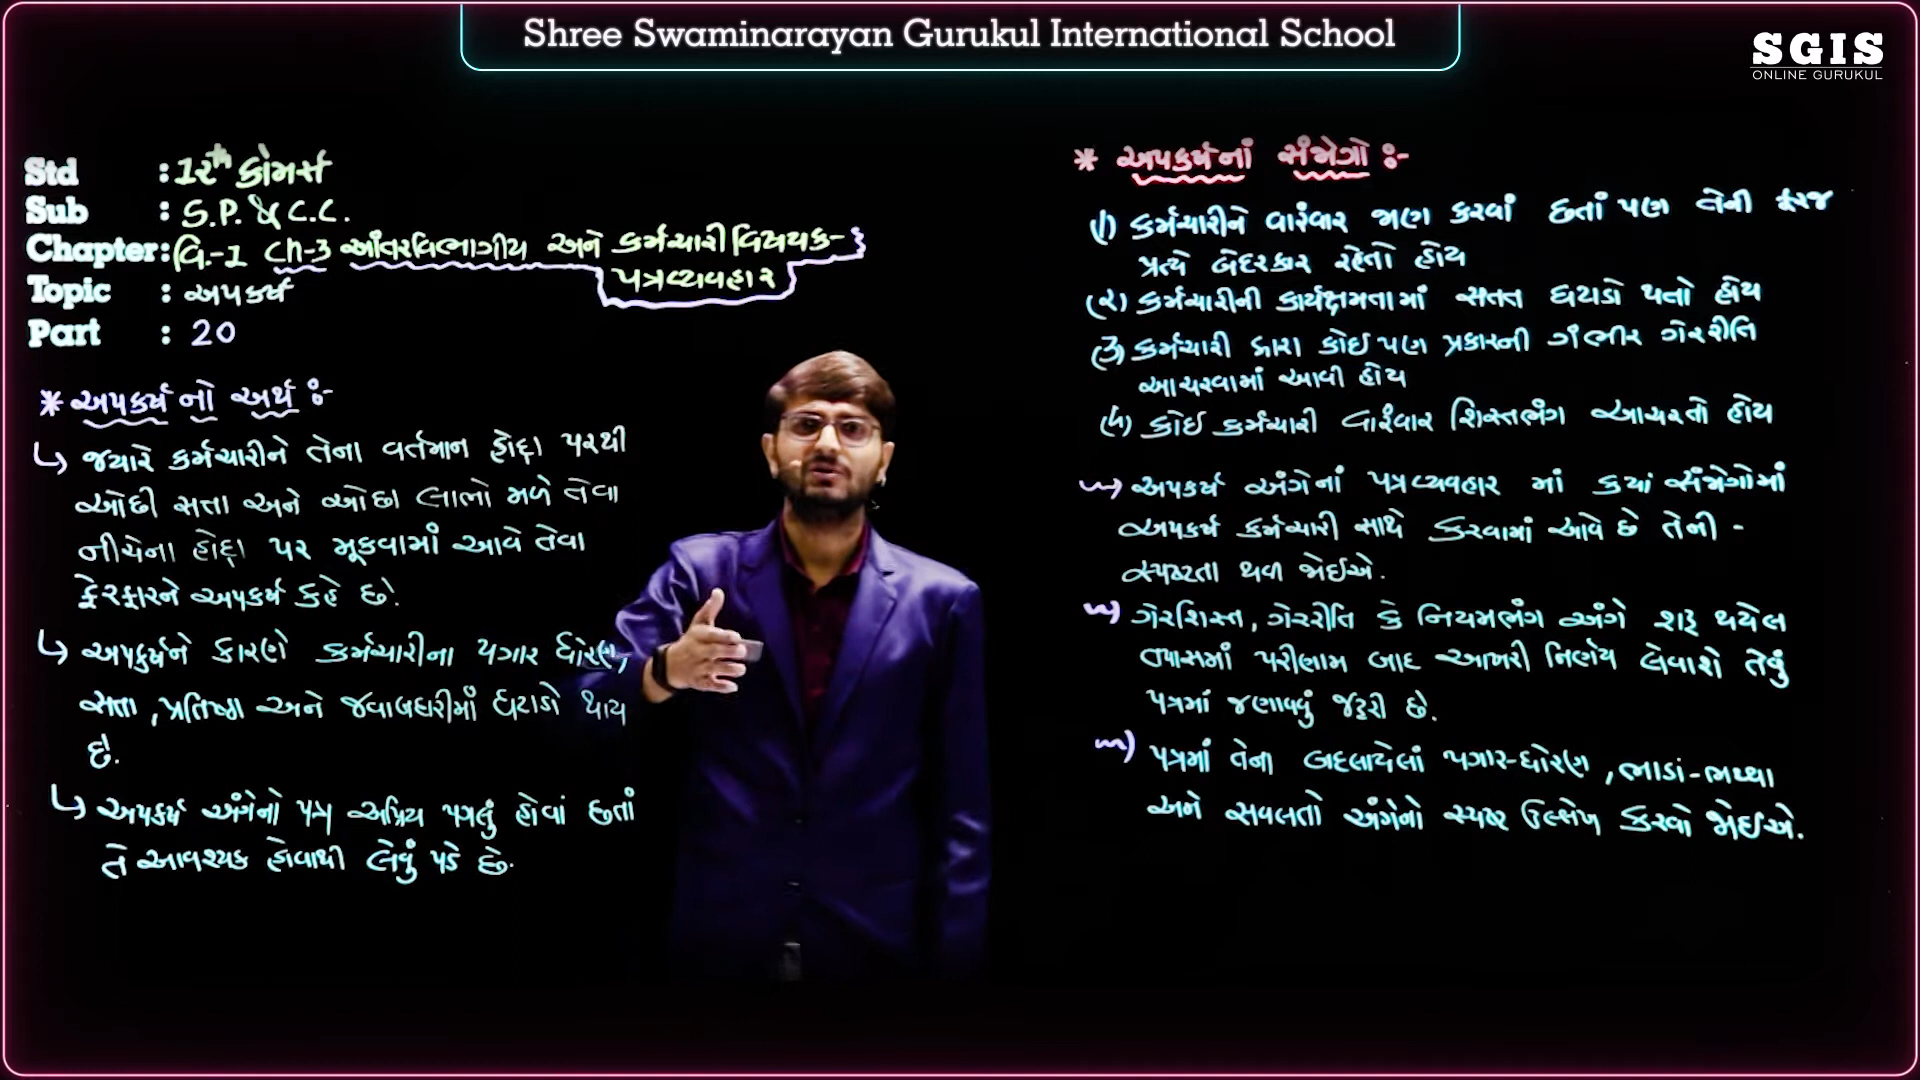 Shree Swaminarayan Gurukul International School
SGIS
ONLINE GURUKUL
Std : 12th કોમર્સ
Sub : S.P. & C.C.
Chapter: વિ.-1 Ch-3 આંતરવિભાગીય અને કર્મચારી વિષયક-
પત્રવ્યવહાર
Topic : અપકર્ષ
Part : 20
* અપકર્ષ નો અર્થ :-
↳ જ્યારે કર્મચારીને તેના વર્તમાન હોદ્દા પરથી
ઓછી સત્તા અને ઓછા લાભો મળે તેવા
નીચેના હોદ્દા પર મૂકવામાં આવે તેવા
ફેરફારને અપકર્ષ કહે છે.
↳ અપકર્ષને કારણે કર્મચારીના પગાર ધોરણ,
સત્તા, પ્રતિષ્ઠા અને જવાબદારીમાં ઘટાડો થાય
છે.
↳ અપકર્ષ અંગેનો પત્ર અપ્રિય પગલું હોવાં છતાં
તે આવશ્યક હોવાથી લેવું પડે છે.
* અપકર્ષનાં સંજોગો :-
(1) કર્મચારીને વારંવાર જાણ કરવાં છતાં પણ તેની ફરજ
પ્રત્યે બેદરકાર રહેતો હોય
(૨) કર્મચારીની કાર્યક્ષમતામાં સતત ઘટાડો થતો હોય
(૩) કર્મચારી દ્વારા કોઈ પણ પ્રકારની ગંભીર ગેરરીતિ
આચરવામાં આવી હોય
(૪) કોઈ કર્મચારી વારંવાર શિસ્તભંગ આચરતો હોય
અપકર્ષ અંગેનાં પત્રવ્યવહાર માં કયાં સંજોગોમાં
અપકર્ષ કર્મચારી સાથે કરવામાં આવે છે તેની -
સ્પષ્ટતા થવી જોઈએ.
ગેરશિસ્ત, ગેરરીતિ કે નિયમભંગ અંગે શરૂ થયેલ
તપાસમાં પરીણામ બાદ આખરી નિર્ણય લેવાશે તેવું
પત્રમાં જણાવવું જરૂરી છે.
પત્રમાં તેના બદલાયેલાં પગાર-ધોરણ, ભાડાં-ભથ્થા
અને સવલતો અંગેનો સ્પષ્ટ ઉલ્લેખ કરવો જોઈએ.